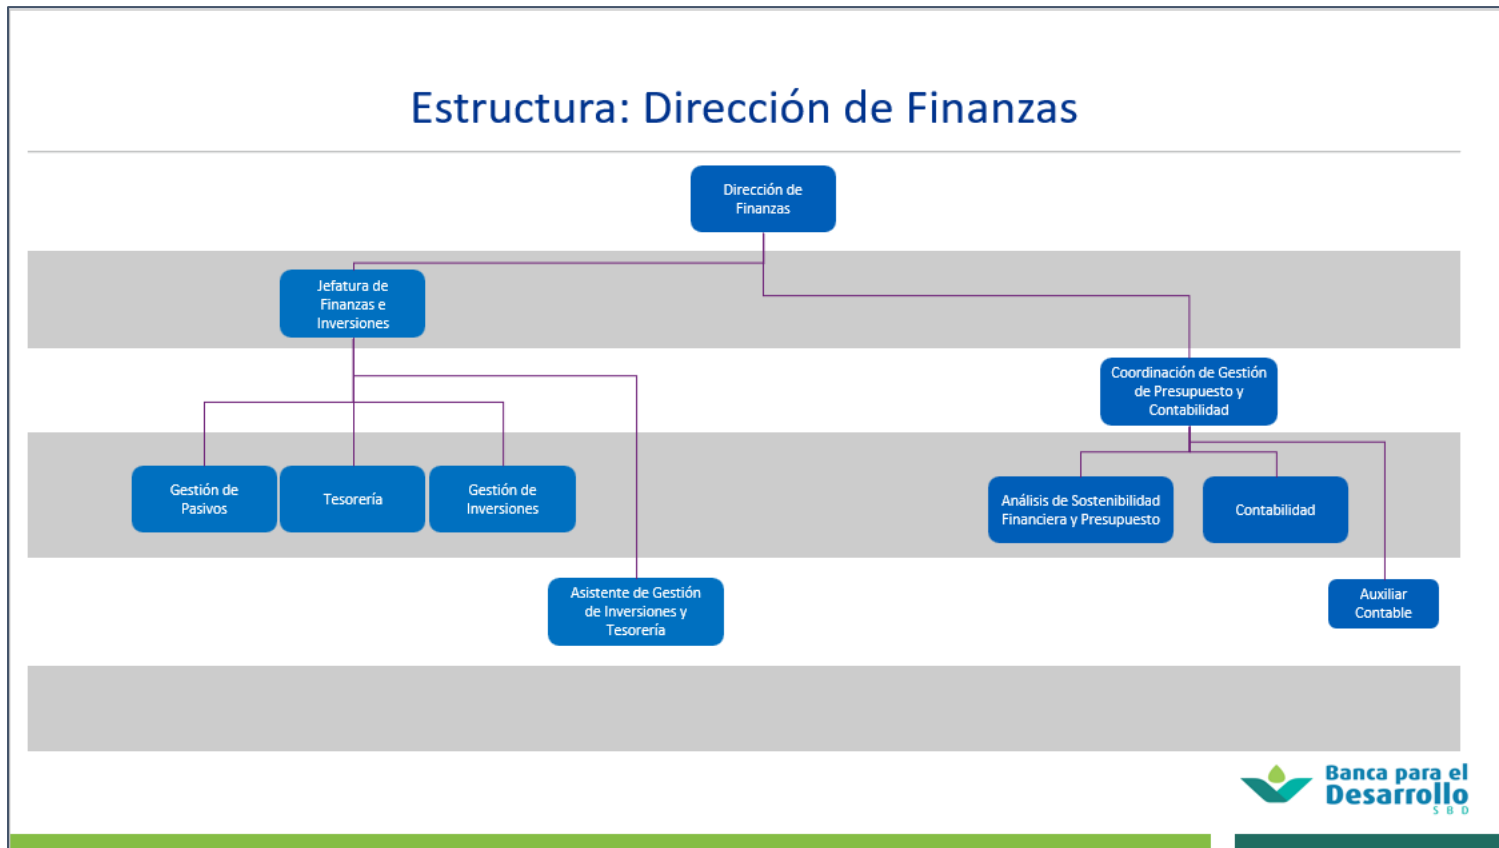 Estructura: Dirección de Finanzas
Dirección de
Finanzas
Jefatura de
Finanzas e
Inversiones
Coordinación de Gestión
de Presupuesto y
Contabilidad
Gestión de
Pasivos
Tesorería
Gestión de
Inversiones
Análisis de Sostenibilidad
Financiera y Presupuesto
Contabilidad
Asistente de Gestión
de Inversiones y
Tesorería
Auxiliar
Contable
Banca para el
Desarrollo
SBD